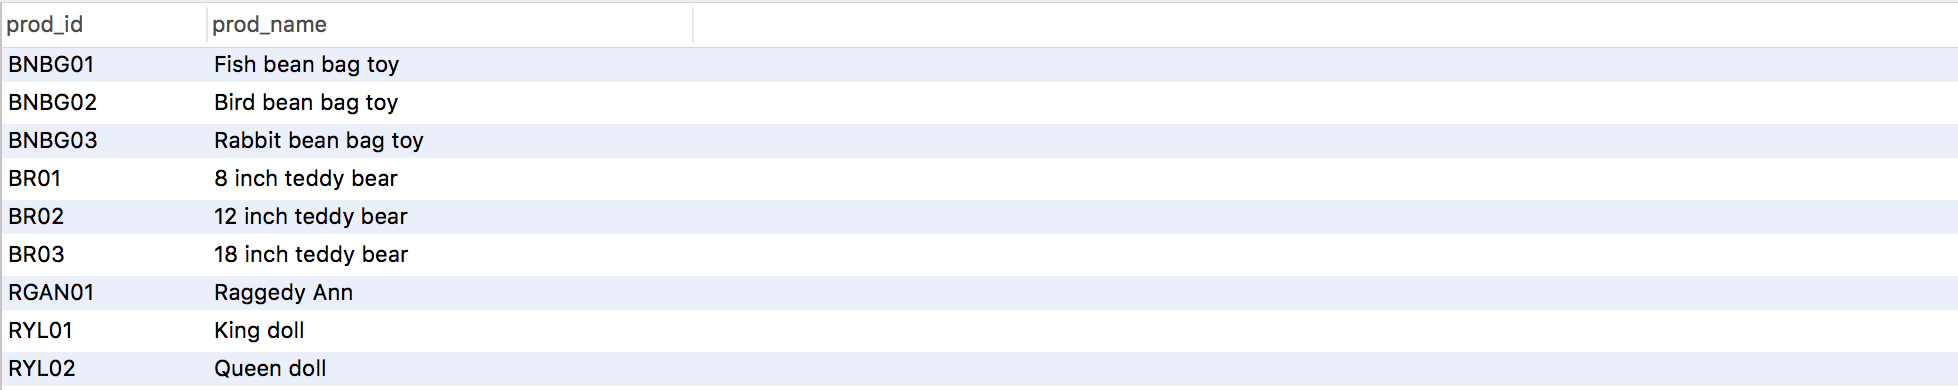 prod_id prod_name
BNBG01 Fish bean bag toy
BNBG02 Bird bean bag toy
BNBG03 Rabbit bean bag toy
BR01 8 inch teddy bear
BR02 12 inch teddy bear
BR03 18 inch teddy bear
RGAN01 Raggedy Ann
RYL01 King doll
RYL02 Queen doll